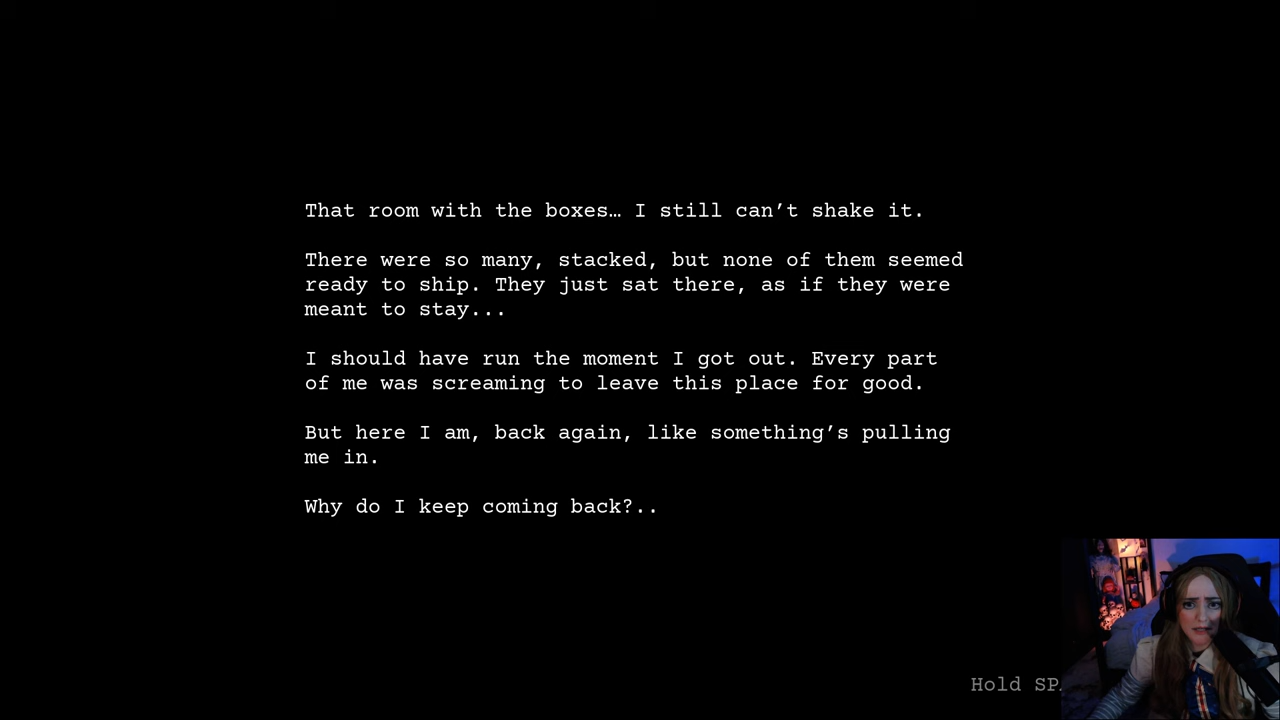 That room with the boxes… I still can’t shake it.
There were so many, stacked, but none of them seemed
ready to ship. They just sat there, as if they were
meant to stay...
I should have run the moment I got out. Every part
of me was screaming to leave this place for good.
But here I am, back again, like something’s pulling
me in.
Why do I keep coming back?..
Hold